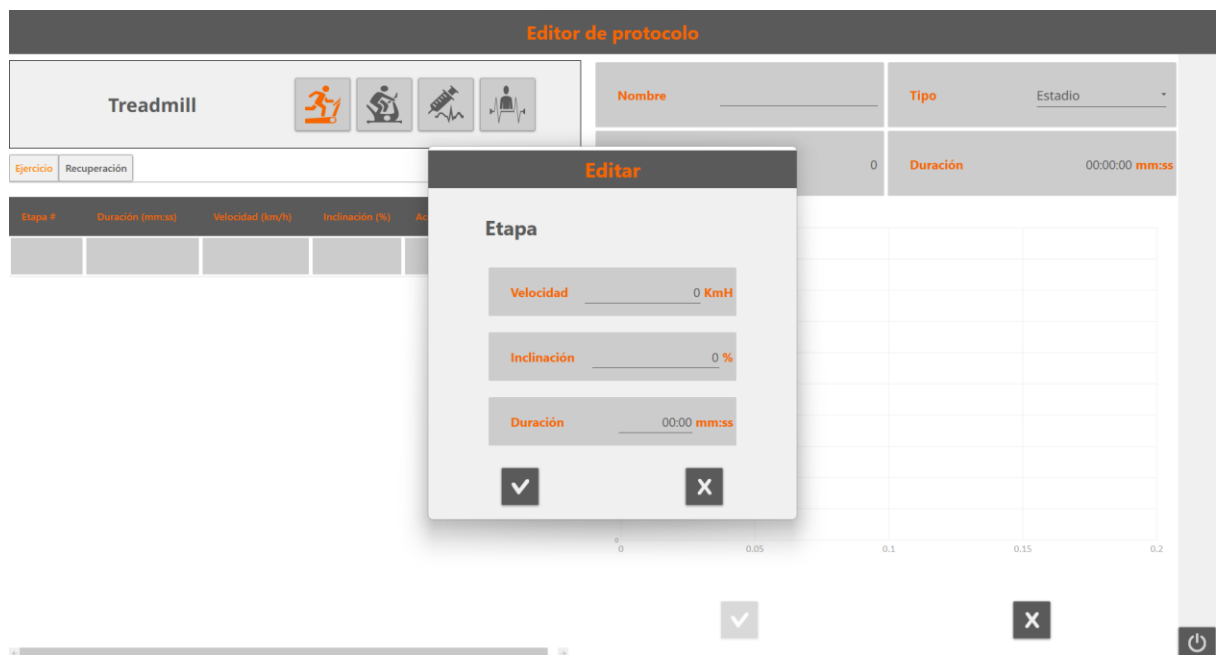 Editor de protocolo
Treadmill
Nombre
Tipo
Estadio
Ejercicio
Recuperación
0
Duración
00:00:00 mm:ss
Etapa #
Duración (mm:ss)
Velocidad (km/h)
Inclinación (%)
Editar
Etapa
Velocidad
0 KmH
Inclinación
0 %
Duración
00:00 mm:ss
0
0
0.05
0.1
0.15
0.2